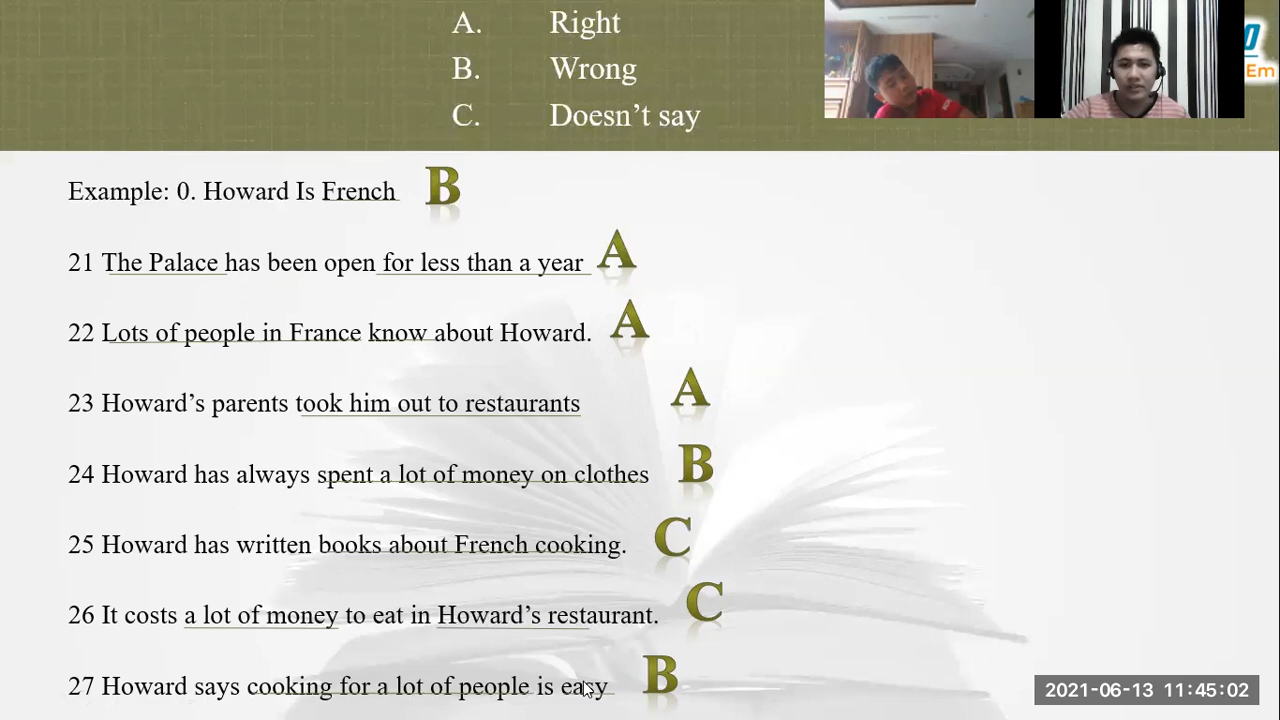 A. Right
B. Wrong
C. Doesn't say
Em
Example: 0. Howard Is French B
21 The Palace has been open for less than a year A
22 Lots of people in France know about Howard. A
23 Howard's parents took him out to restaurants A
24 Howard has always spent a lot of money on clothes B
25 Howard has written books about French cooking. C
26 It costs a lot of money to eat in Howard's restaurant. C
27 Howard says cooking for a lot of people is easy B
2021-06-13 11:45:02